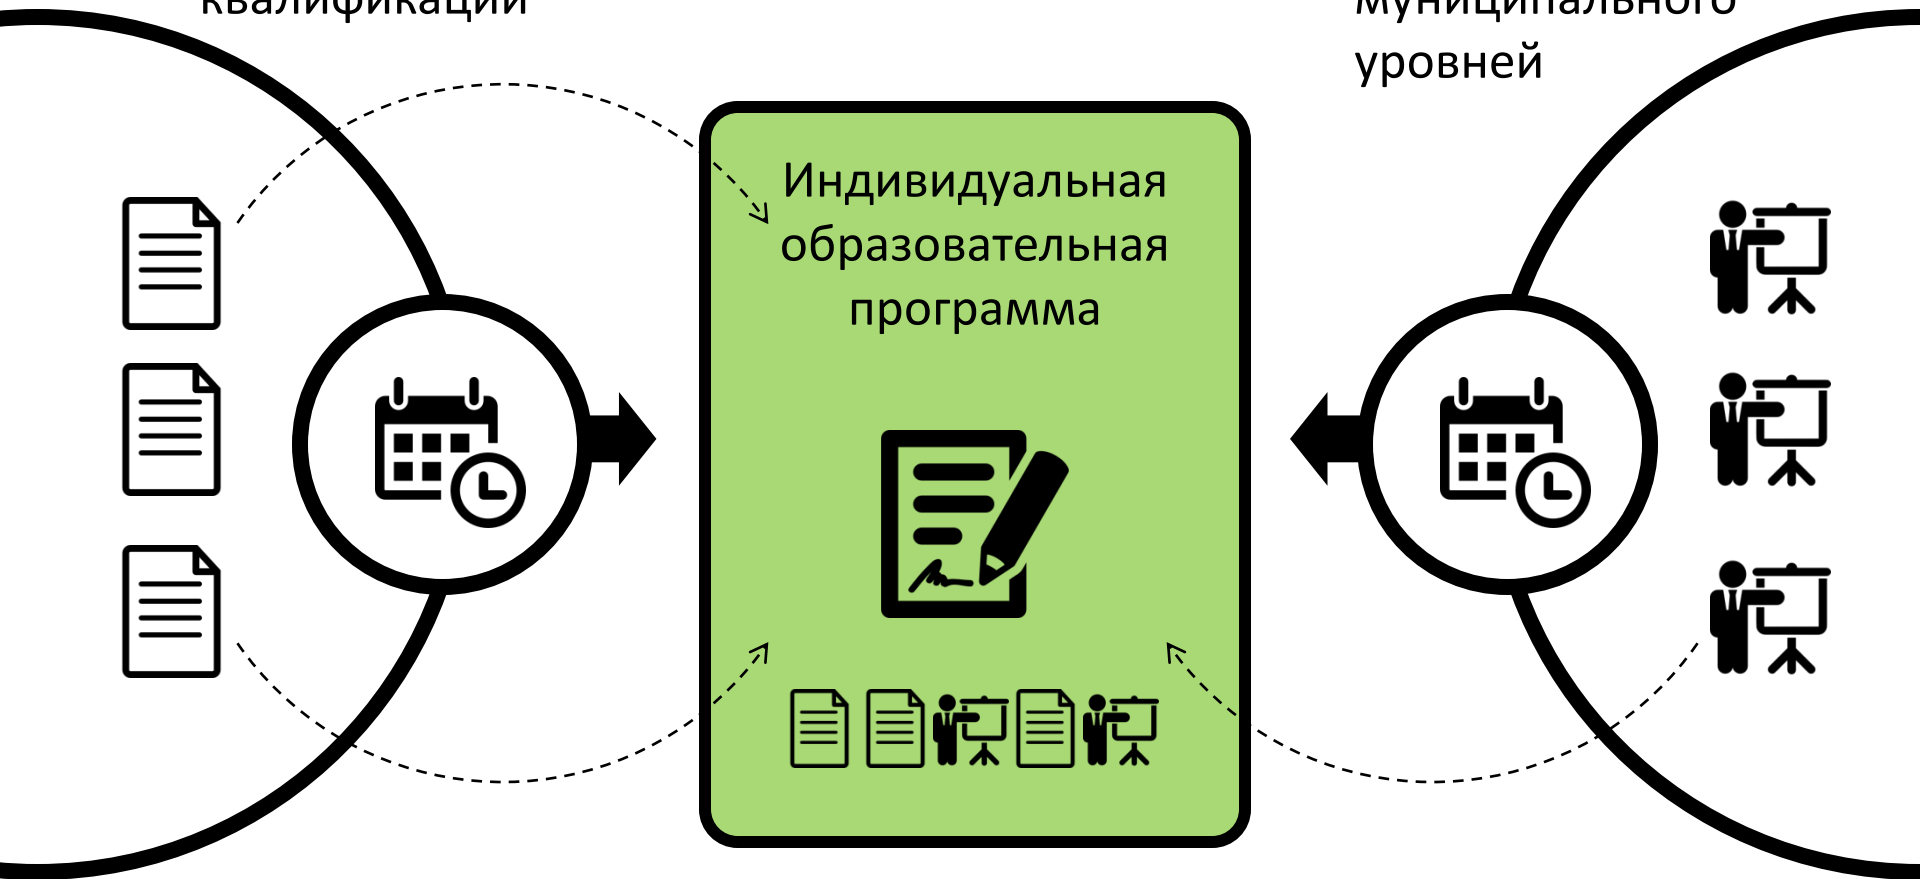 квалификации
муниципального
уровней
Индивидуальная
образовательная
программа